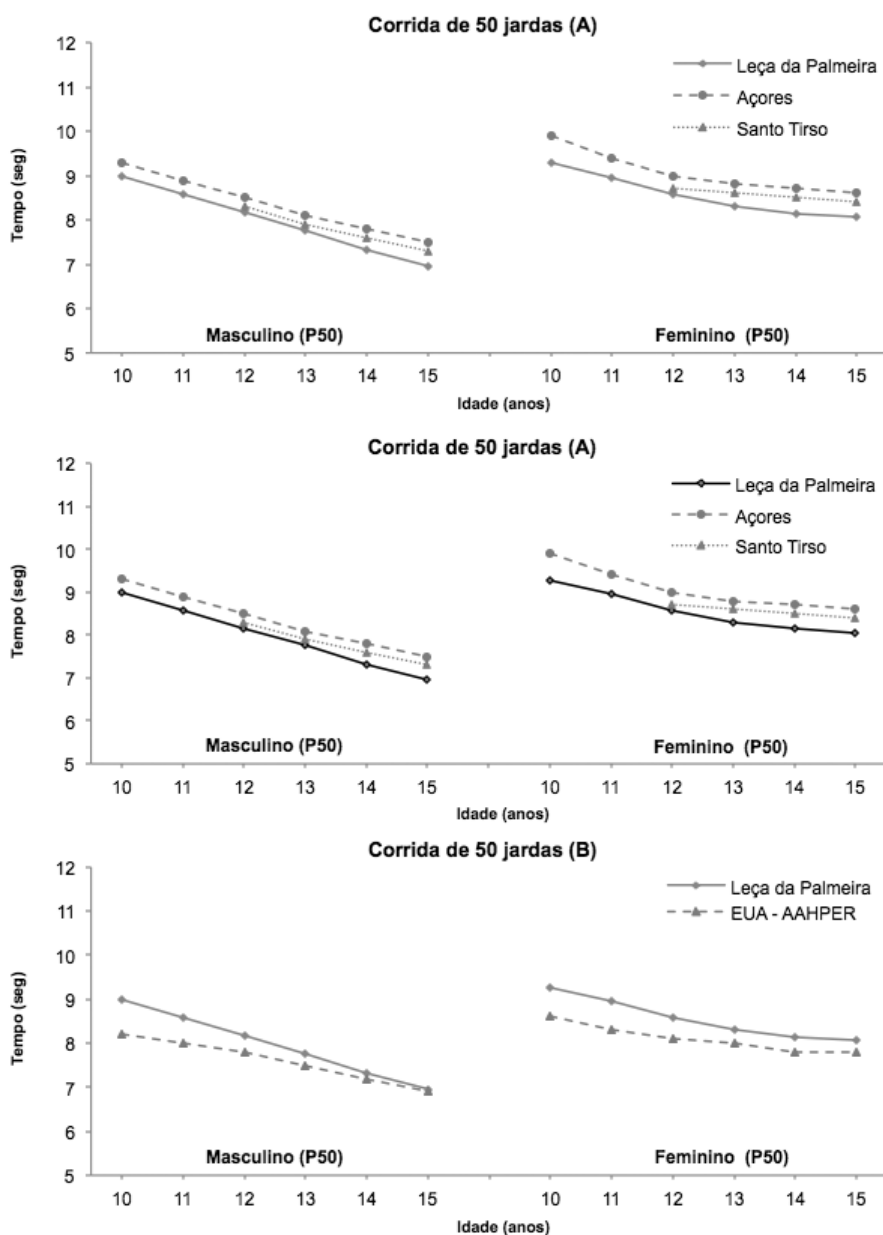 Corrida de 50 jardas (A)
12
11
10
9
8
7
6
5
Tempo (seg)
Leça da Palmeira
Açores
Santo Tirso
Masculino (P50)
Feminino (P50)
10 11 12 13 14 15 10 11 12 13 14 15
Idade (anos)
Corrida de 50 jardas (A)
12
11
10
9
8
7
6
5
Tempo (seg)
Leça da Palmeira
Açores
Santo Tirso
Masculino (P50)
Feminino (P50)
10 11 12 13 14 15 10 11 12 13 14 15
Idade (anos)
Corrida de 50 jardas (B)
12
11
10
9
8
7
6
5
Tempo (seg)
Leça da Palmeira
EUA - AAHPER
Masculino (P50)
Feminino (P50)
10 11 12 13 14 15 10 11 12 13 14 15
Idade (anos)